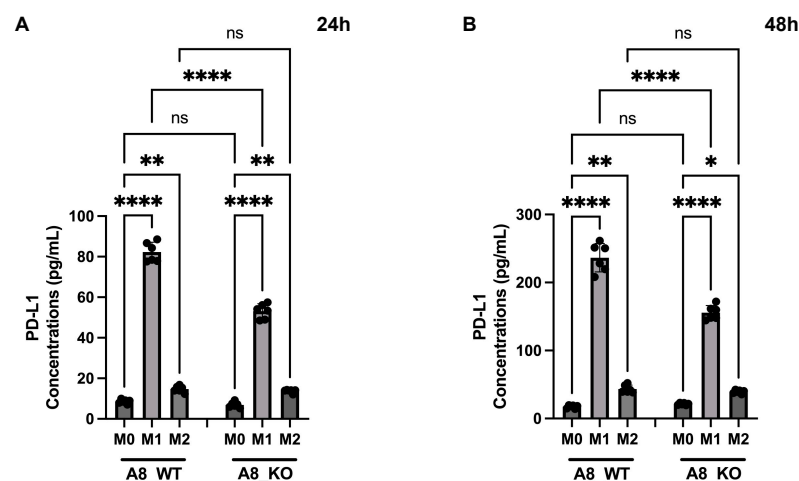 A
24h
ns
****
ns
**
**
****
****
100
80
60
40
20
0
PD-L1
Concentrations (pg/mL)
M0 M1 M2
M0 M1 M2
A8 WT
A8 KO
B
48h
ns
****
ns
**
*
****
****
300
200
100
0
PD-L1
Concentrations (pg/mL)
M0 M1 M2
M0 M1 M2
A8 WT
A8 KO